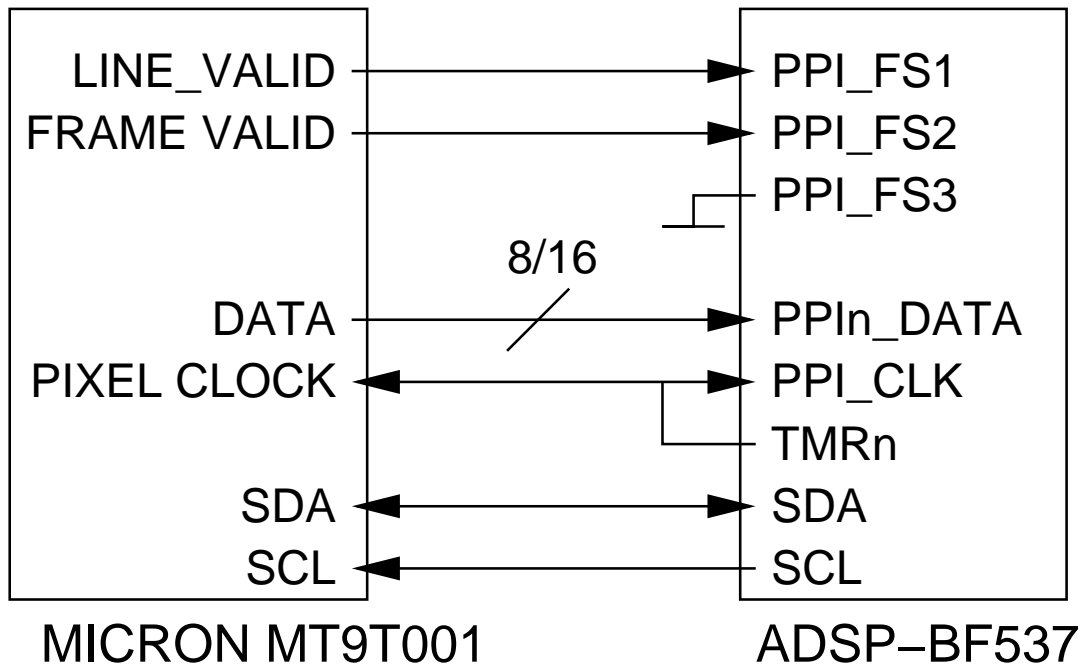 LINE_VALID PPI_FS1
FRAME VALID PPI_FS2
PPI_FS3
8/16
DATA PPIn_DATA
PIXEL CLOCK PPI_CLK
TMRn
SDA SDA
SCL SCL
MICRON MT9T001 ADSP−BF537